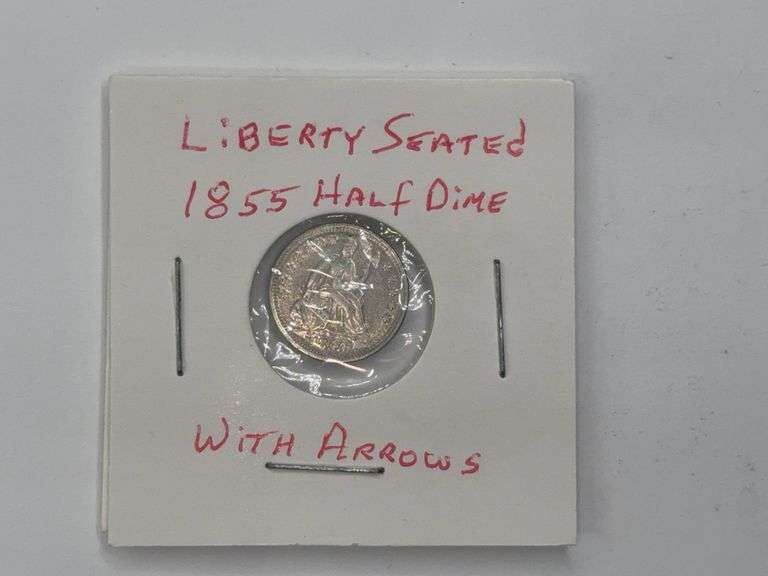 LiBERTY SEATEd
1855 HALf DiME
WiTH ARROWS